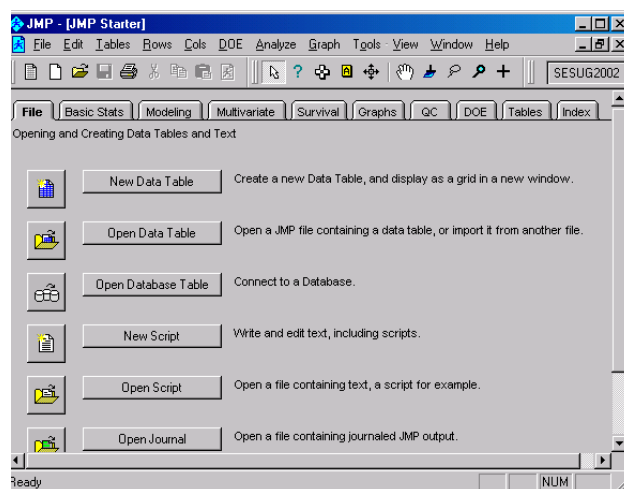 JMP - [JMP Starter]
File Edit Tables Rows Cols DOE Analyze Graph Tools View Window Help
SESUG2002
File Basic Stats Modeling Multivariate Survival Graphs QC DOE Tables Index
Opening and Creating Data Tables and Text
New Data Table Create a new Data Table, and display as a grid in a new window.
Open Data Table Open a JMP file containing a data table, or import it from another file.
Open Database Table Connect to a Database.
New Script Write and edit text, including scripts.
Open Script Open a file containing text, a script for example.
Open Journal Open a file containing journaled JMP output.
Ready NUM